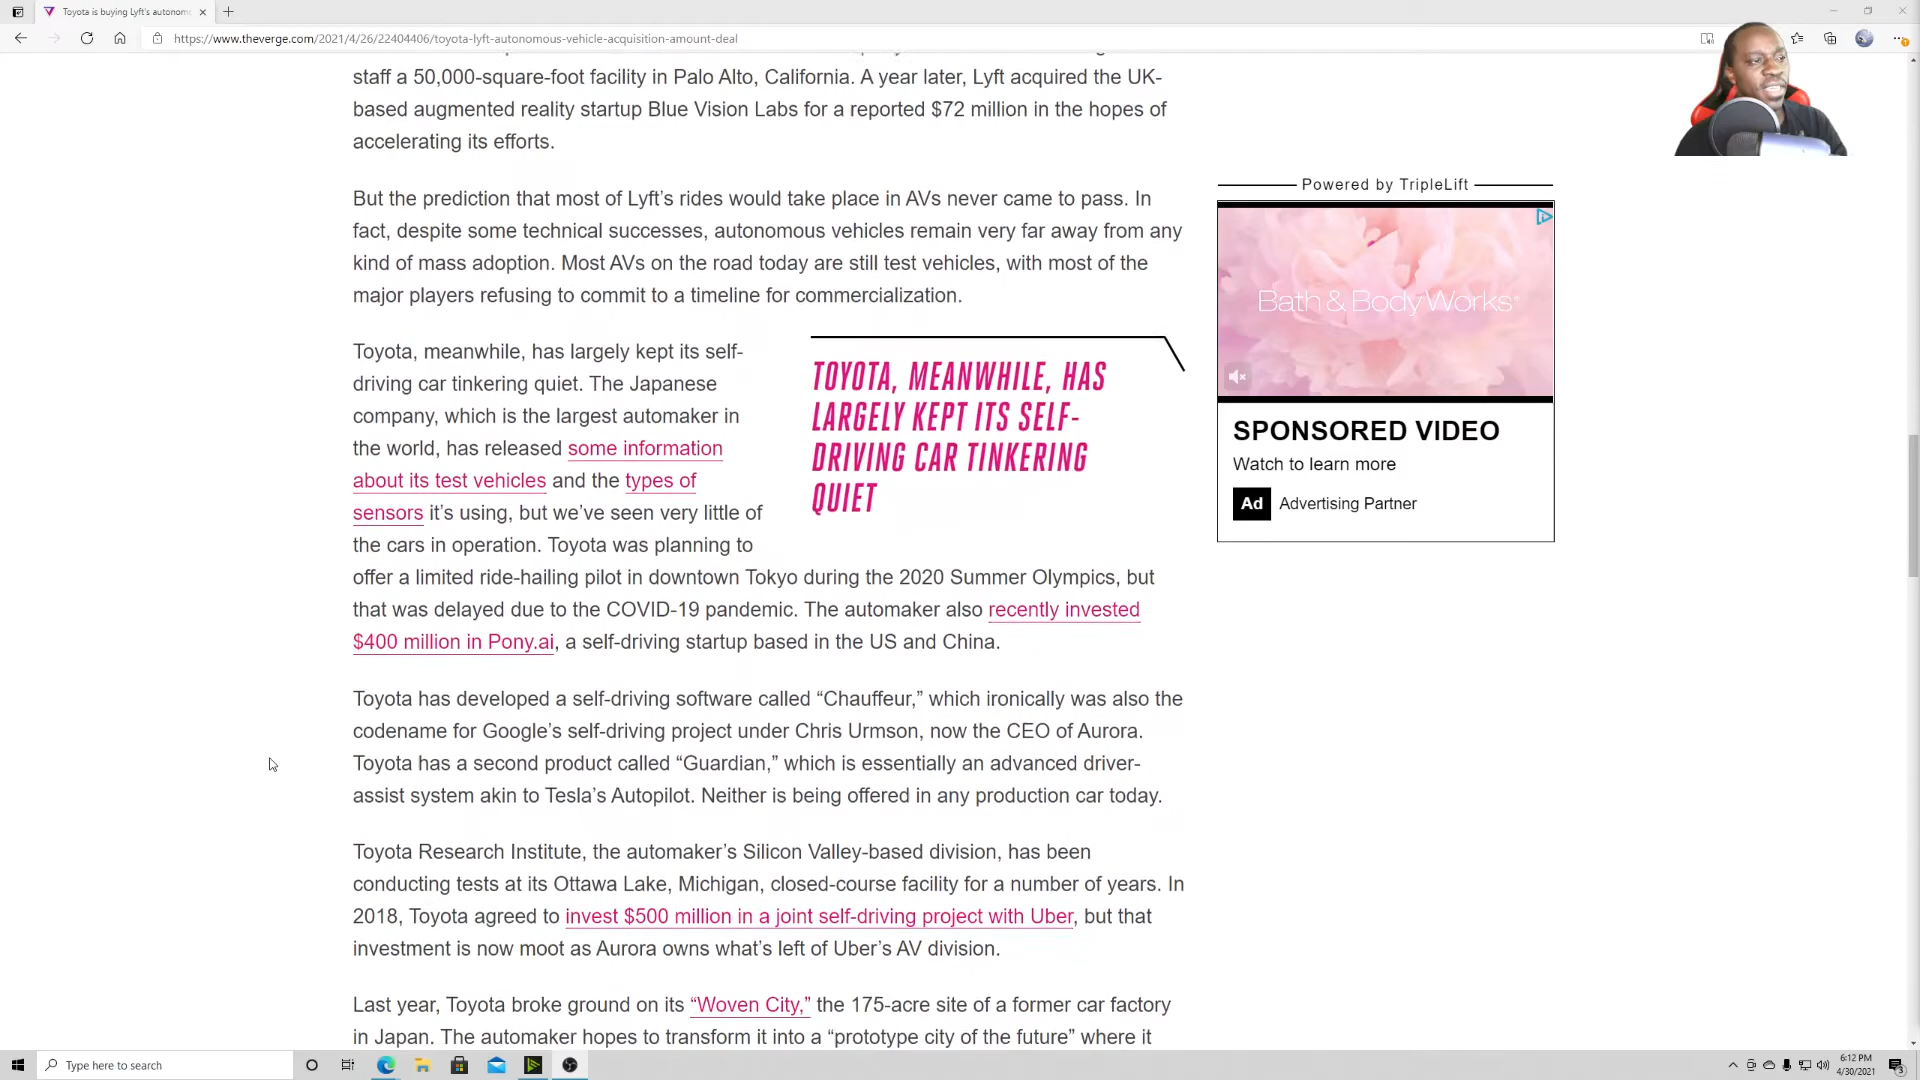 Toyota is buying Lyft's autonom
https://www.theverge.com/2021/4/26/22404406/toyota-lyft-autonomous-vehicle-acquisition-amount-deal
staff a 50,000-square-foot facility in Palo Alto, California. A year later, Lyft acquired the UK-
based augmented reality startup Blue Vision Labs for a reported $72 million in the hopes of
accelerating its efforts.
But the prediction that most of Lyft’s rides would take place in AVs never came to pass. In
fact, despite some technical successes, autonomous vehicles remain very far away from any
kind of mass adoption. Most AVs on the road today are still test vehicles, with most of the
major players refusing to commit to a timeline for commercialization.
Toyota, meanwhile, has largely kept its self-
driving car tinkering quiet. The Japanese
company, which is the largest automaker in
the world, has released some information
about its test vehicles and the types of
sensors it’s using, but we’ve seen very little of
the cars in operation. Toyota was planning to
offer a limited ride-hailing pilot in downtown Tokyo during the 2020 Summer Olympics, but
that was delayed due to the COVID-19 pandemic. The automaker also recently invested
$400 million in Pony.ai, a self-driving startup based in the US and China.
TOYOTA, MEANWHILE, HAS
LARGELY KEPT ITS SELF-
DRIVING CAR TINKERING
QUIET
Toyota has developed a self-driving software called “Chauffeur,” which ironically was also the
codename for Google’s self-driving project under Chris Urmson, now the CEO of Aurora.
Toyota has a second product called “Guardian,” which is essentially an advanced driver-
assist system akin to Tesla’s Autopilot. Neither is being offered in any production car today.
Toyota Research Institute, the automaker’s Silicon Valley-based division, has been
conducting tests at its Ottawa Lake, Michigan, closed-course facility for a number of years. In
2018, Toyota agreed to invest $500 million in a joint self-driving project with Uber, but that
investment is now moot as Aurora owns what’s left of Uber’s AV division.
Last year, Toyota broke ground on its “Woven City,” the 175-acre site of a former car factory
in Japan. The automaker hopes to transform it into a “prototype city of the future” where it
Powered by TripleLift
Bath & Body Works
SPONSORED VIDEO
Watch to learn more
Ad Advertising Partner
Type here to search
6:12 PM
4/30/2021
3